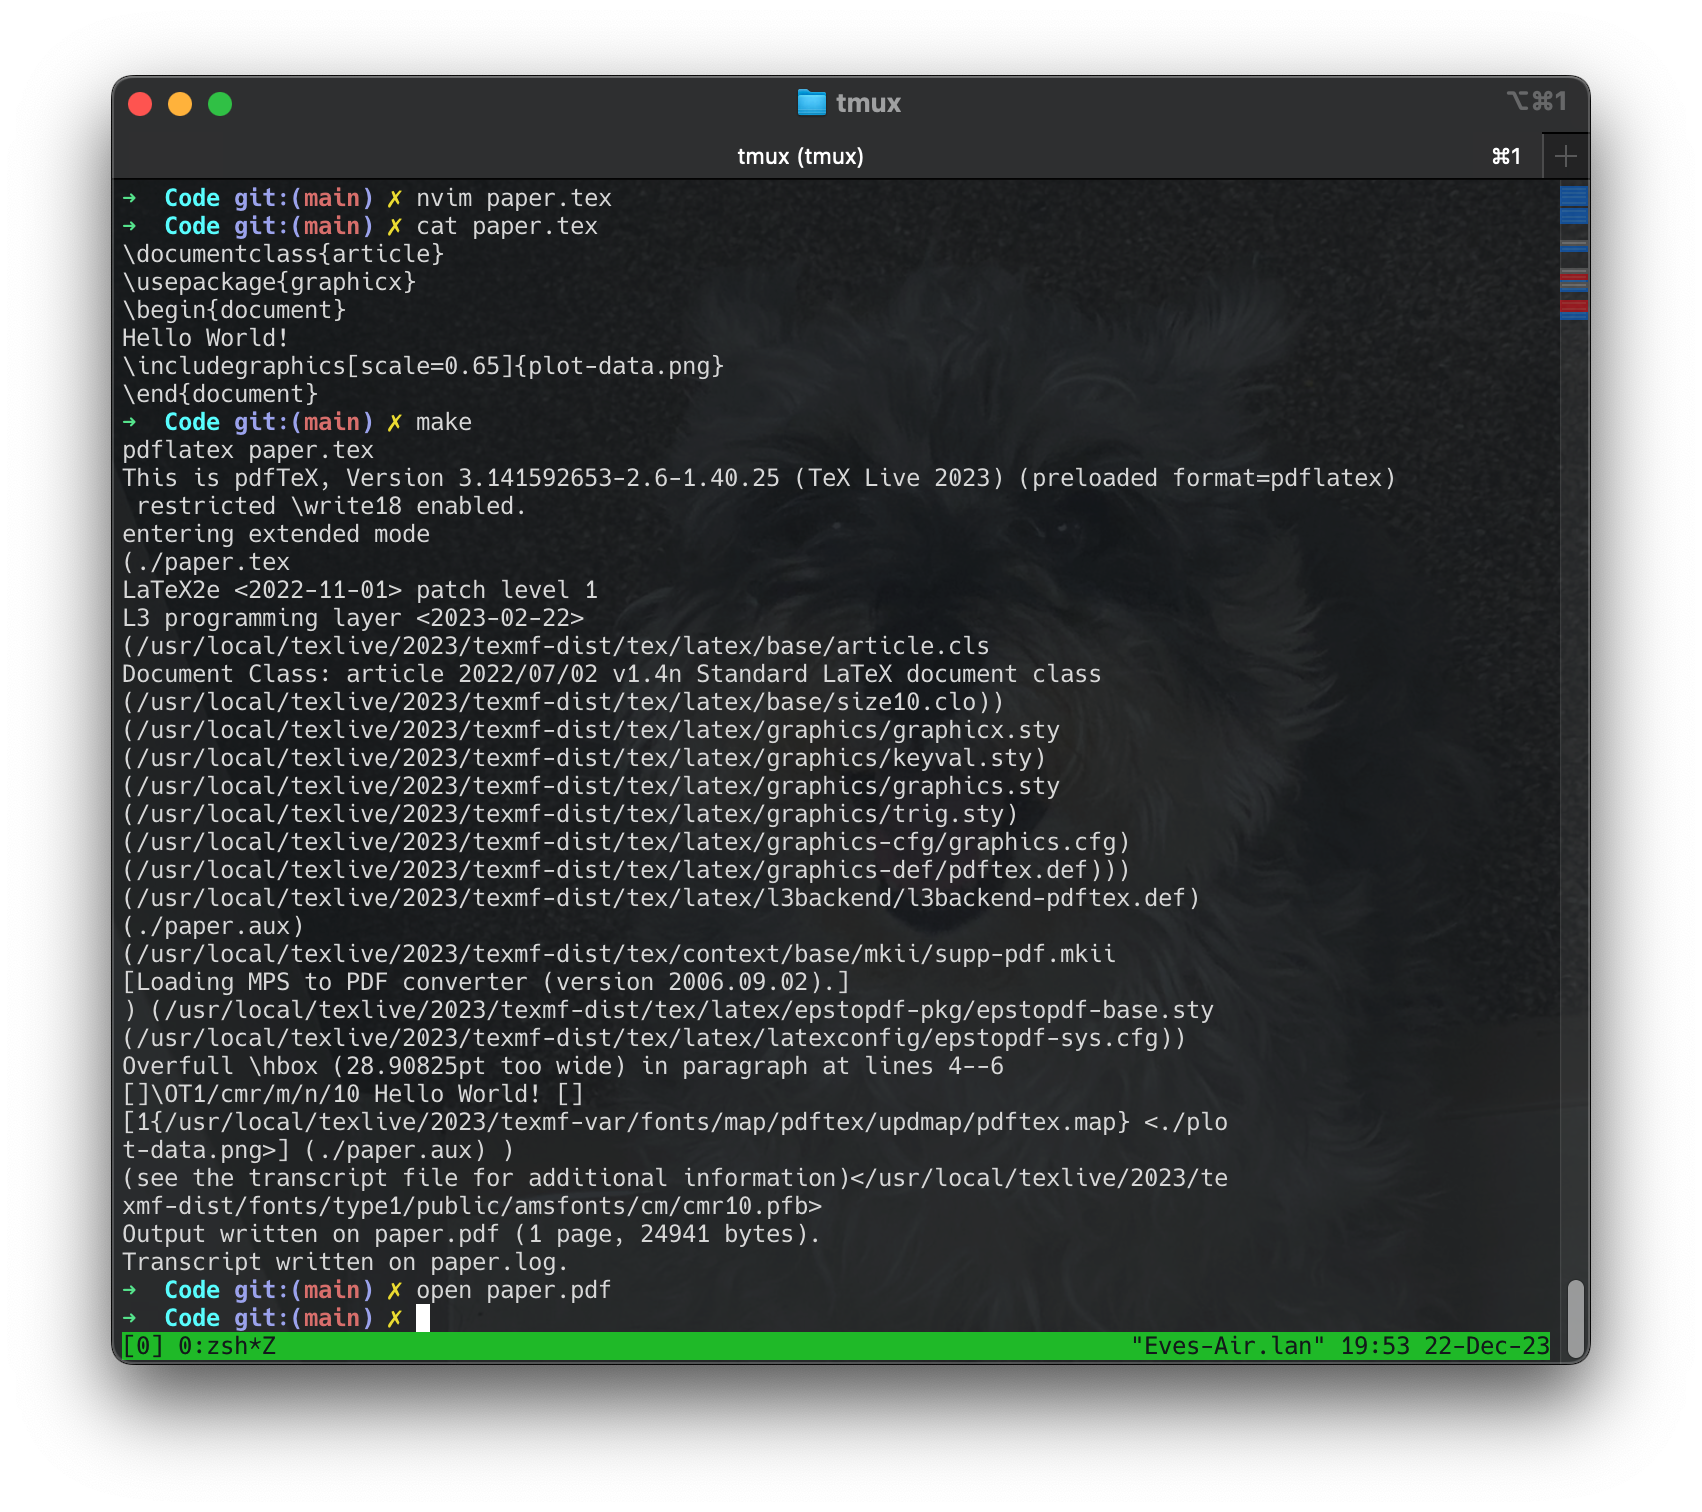 tmux
⌥⌘1
tmux (tmux)
⌘1
➜  Code git:(main) ✗ nvim paper.tex
➜  Code git:(main) ✗ cat paper.tex
\documentclass{article}
\usepackage{graphicx}
\begin{document}
Hello World!
\includegraphics[scale=0.65]{plot-data.png}
\end{document}
➜  Code git:(main) ✗ make
pdflatex paper.tex
This is pdfTeX, Version 3.141592653-2.6-1.40.25 (TeX Live 2023) (preloaded format=pdflatex)
 restricted \write18 enabled.
entering extended mode
(./paper.tex
LaTeX2e <2022-11-01> patch level 1
L3 programming layer <2023-02-22>
(/usr/local/texlive/2023/texmf-dist/tex/latex/base/article.cls
Document Class: article 2022/07/02 v1.4n Standard LaTeX document class
(/usr/local/texlive/2023/texmf-dist/tex/latex/base/size10.clo))
(/usr/local/texlive/2023/texmf-dist/tex/latex/graphics/graphicx.sty
(/usr/local/texlive/2023/texmf-dist/tex/latex/graphics/keyval.sty)
(/usr/local/texlive/2023/texmf-dist/tex/latex/graphics/graphics.sty
(/usr/local/texlive/2023/texmf-dist/tex/latex/graphics/trig.sty)
(/usr/local/texlive/2023/texmf-dist/tex/latex/graphics-cfg/graphics.cfg)
(/usr/local/texlive/2023/texmf-dist/tex/latex/graphics-def/pdftex.def)))
(/usr/local/texlive/2023/texmf-dist/tex/latex/l3backend/l3backend-pdftex.def)
(./paper.aux)
(/usr/local/texlive/2023/texmf-dist/tex/context/base/mkii/supp-pdf.mkii
[Loading MPS to PDF converter (version 2006.09.02).]
) (/usr/local/texlive/2023/texmf-dist/tex/latex/epstopdf-pkg/epstopdf-base.sty
(/usr/local/texlive/2023/texmf-dist/tex/latex/latexconfig/epstopdf-sys.cfg))
Overfull \hbox (28.90825pt too wide) in paragraph at lines 4--6
[]\OT1/cmr/m/n/10 Hello World! []
[1{/usr/local/texlive/2023/texmf-var/fonts/map/pdftex/updmap/pdftex.map} <./plo
t-data.png>] (./paper.aux) )
(see the transcript file for additional information)</usr/local/texlive/2023/te
xmf-dist/fonts/type1/public/amsfonts/cm/cmr10.pfb>
Output written on paper.pdf (1 page, 24941 bytes).
Transcript written on paper.log.
➜  Code git:(main) ✗ open paper.pdf
➜  Code git:(main) ✗
[0] 0:zsh*Z "Eves-Air.lan" 19:53 22-Dec-23